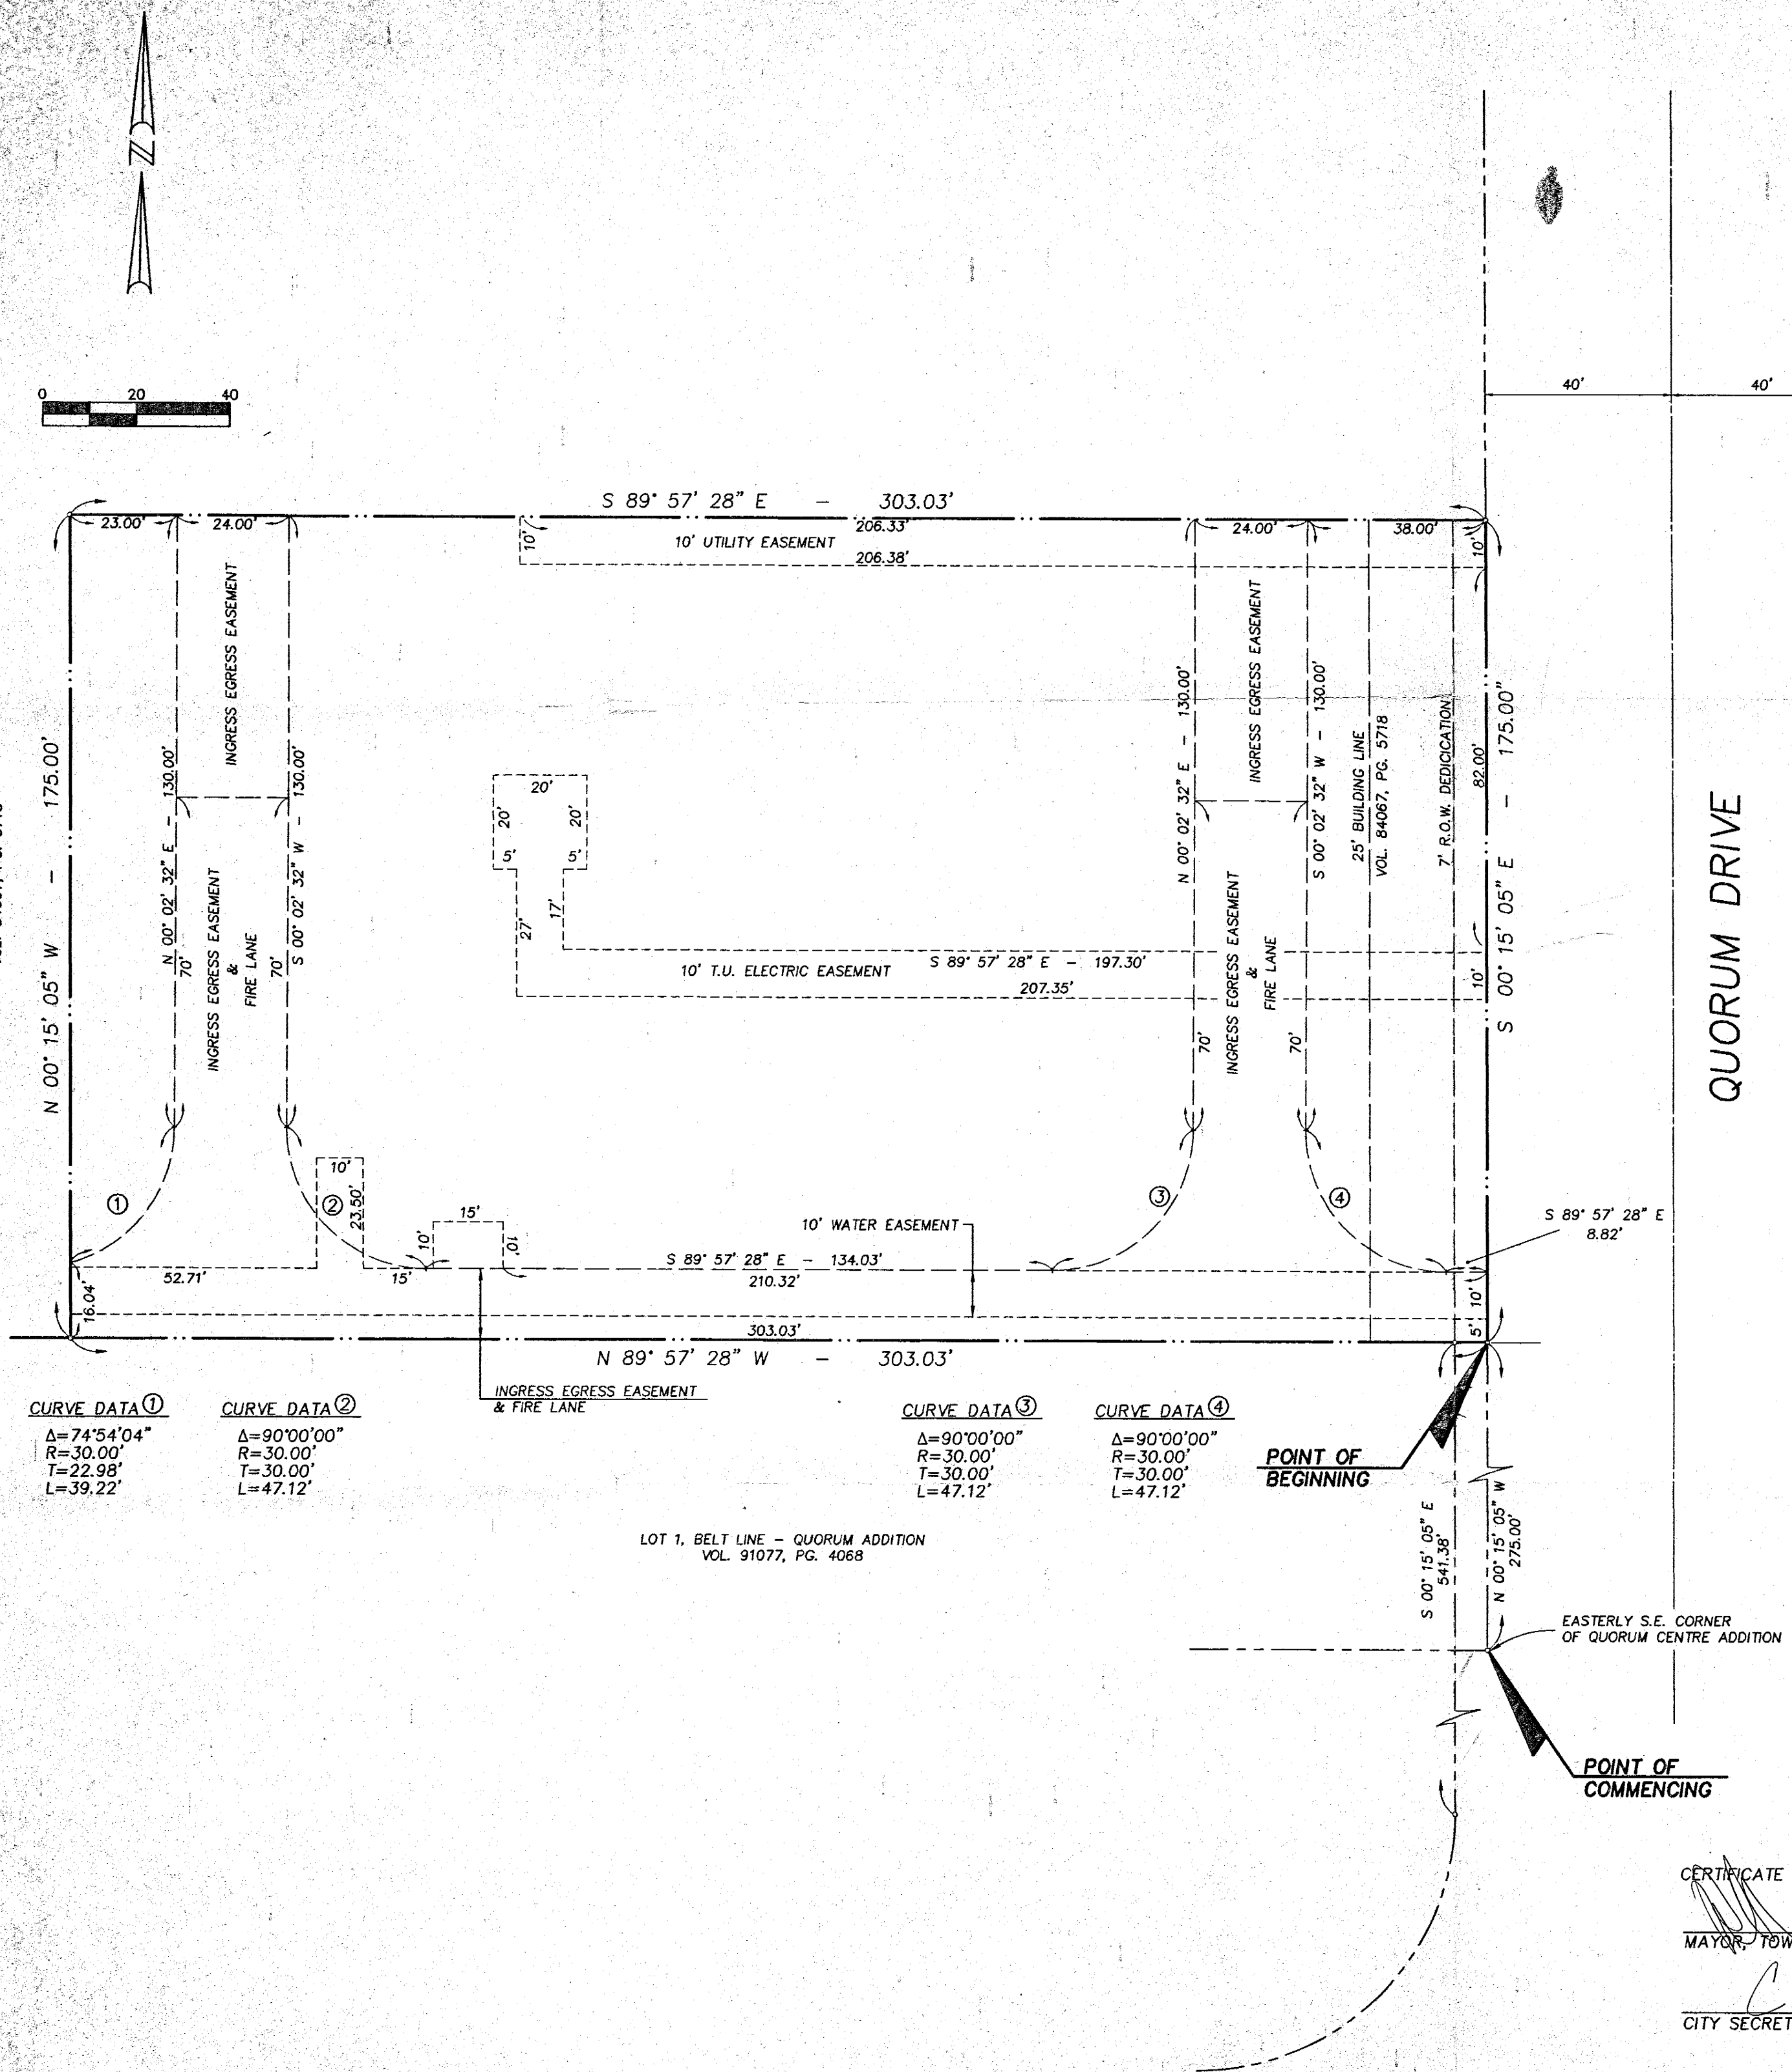 N
0 20 40
40' 40'
S 89° 57' 28" E – 303.03'
23.00' 24.00' 206.33' 24.00' 38.00'
10' 10' UTILITY EASEMENT 10'
206.38'
INGRESS EGRESS EASEMENT
INGRESS EGRESS EASEMENT
N 00° 15' 05" W – 175.00'
N 00° 02' 32" E – 130.00'
70'
S 00° 02' 32" W – 130.00'
70'
INGRESS EGRESS EASEMENT
&
FIRE LANE
20'
20' 20'
5' 5'
27' 17'
10' T.U. ELECTRIC EASEMENT
S 89° 57' 28" E – 197.30'
207.35'
N 00° 02' 32" E – 130.00'
70'
S 00° 02' 32" W – 130.00'
70'
INGRESS EGRESS EASEMENT
&
FIRE LANE
25' BUILDING LINE
VOL. 84067, PG. 5718
7' R.O.W. DEDICICATION
82.00'
10'
S 00° 15' 05" E – 175.00"
QUORUM DRIVE
1
2
3
4
10'
23.50'
15'
10' 10'
10' WATER EASEMENT
S 89° 57' 28" E
8.82'
52.71' 15'
S 89° 57' 28" E – 134.03'
210.32'
16.04'
10'
5'
303.03'
N 89° 57' 28" W – 303.03'
INGRESS EGRESS EASEMENT
& FIRE LANE
CURVE DATA 1
Δ=74°54'04"
R=30.00'
T=22.98'
L=39.22'
CURVE DATA 2
Δ=90°00'00"
R=30.00'
T=30.00'
L=47.12'
CURVE DATA 3
Δ=90°00'00"
R=30.00'
T=30.00'
L=47.12'
CURVE DATA 4
Δ=90°00'00"
R=30.00'
T=30.00'
L=47.12'
POINT OF
BEGINNING
LOT 1, BELT LINE – QUORUM ADDITION
VOL. 91077, PG. 4068
S 00° 15' 05" E
541.38'
N 00° 15' 05" W
275.00'
EASTERLY S.E. CORNER
OF QUORUM CENTRE ADDITION
POINT OF
COMMENCING
CERTIFICATE
MAYOR, TOW
CITY SECRET